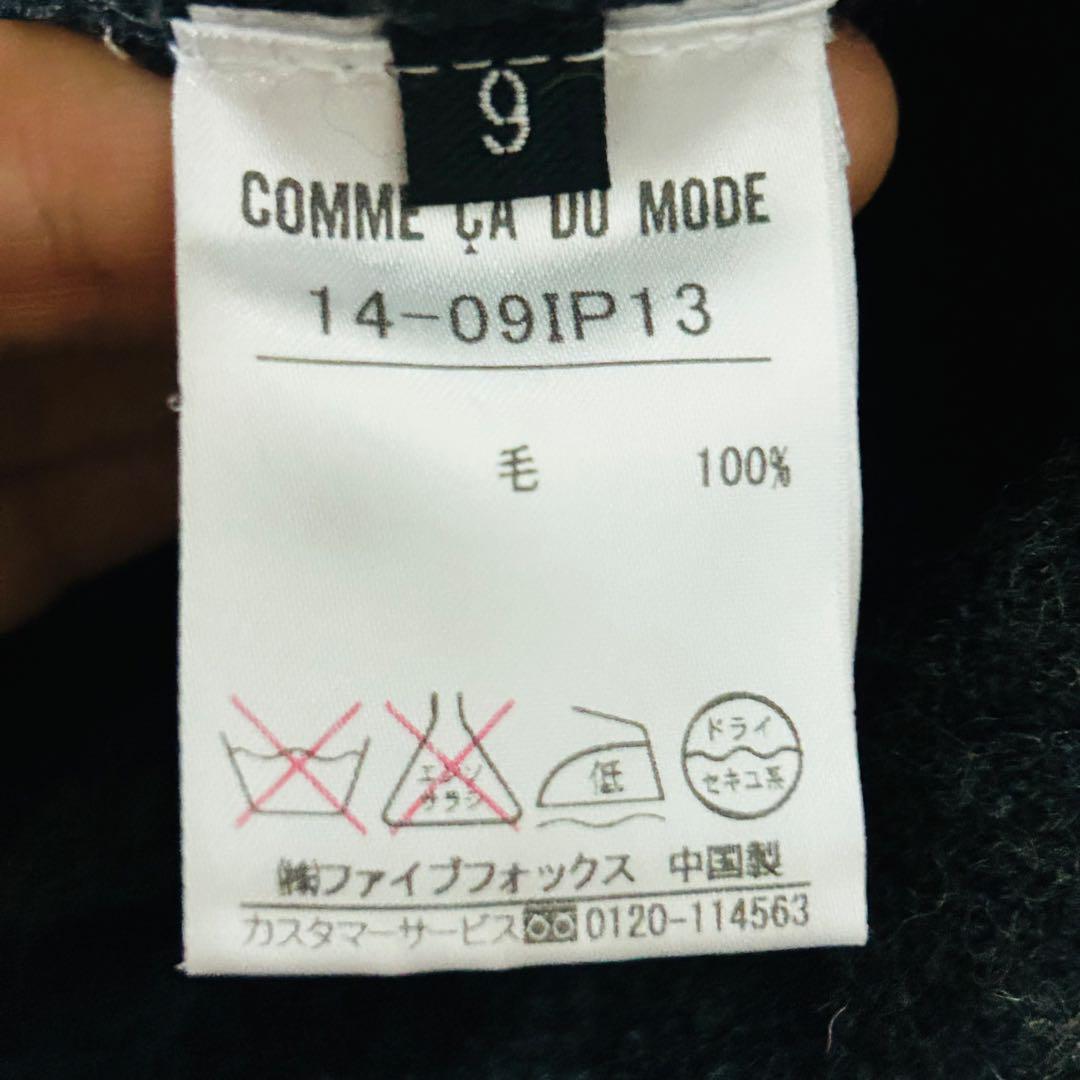 9
COMME ÇA DU MODE
14-09IP13
毛 100%
エンソ
サラシ
低
ドライ
セキユ系
㈱ファイブフォックス 中国製
カスタマーサービス 0120-114563